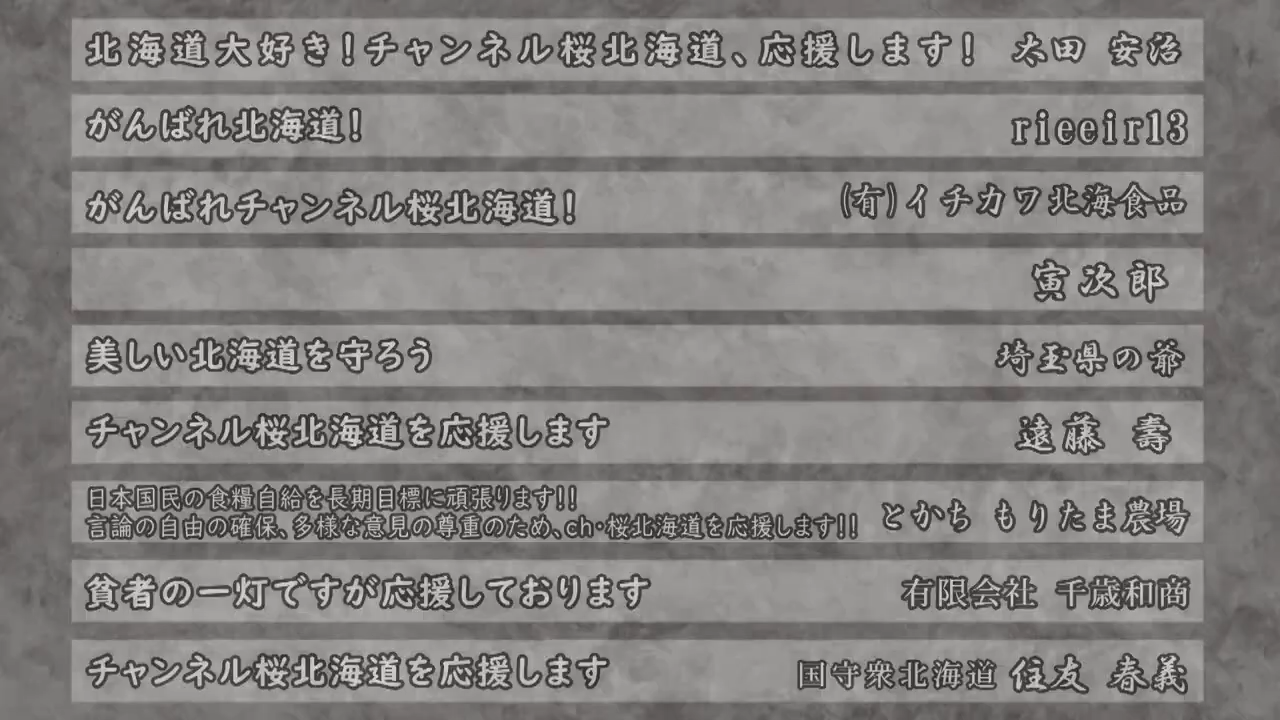 北海道大好き！チャンネル桜北海道、応援します！ 太田 安治
がんばれ北海道！ rieeir13
がんばれチャンネル桜北海道！ (有)イチカワ北海食品
寅次郎
美しい北海道を守ろう 埼玉県の爺
チャンネル桜北海道を応援します 遠藤 壽
日本国民の食糧自給を長期目標に頑張ります！！
言論の自由の確保、多様な意見の尊重のため、ch・桜北海道を応援します！！ とかち もりたま農場
貧者の一灯ですが応援しております 有限会社 千歳和商
チャンネル桜北海道を応援します 国守衆北海道 住友 春義